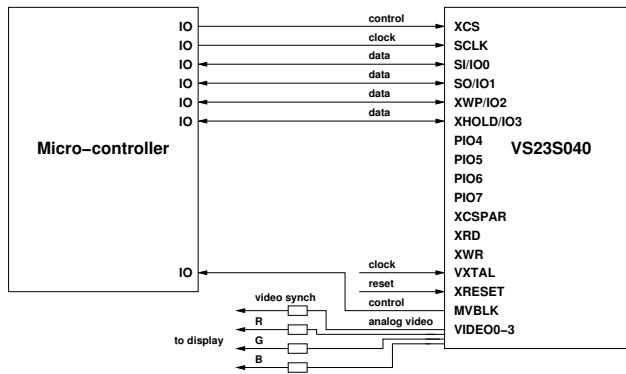 IO control XCS
IO clock SCLK
IO data SI/IO0
IO data SO/IO1
IO data XWP/IO2
IO data XHOLD/IO3
PIO4
Micro-controller PIO5 VS23S040
PIO6
PIO7
XCSPAR
XRD
XWR
IO clock VXTAL
reset XRESET
video synch control MVBLK
R analog video VIDEO0-3
to display G
B